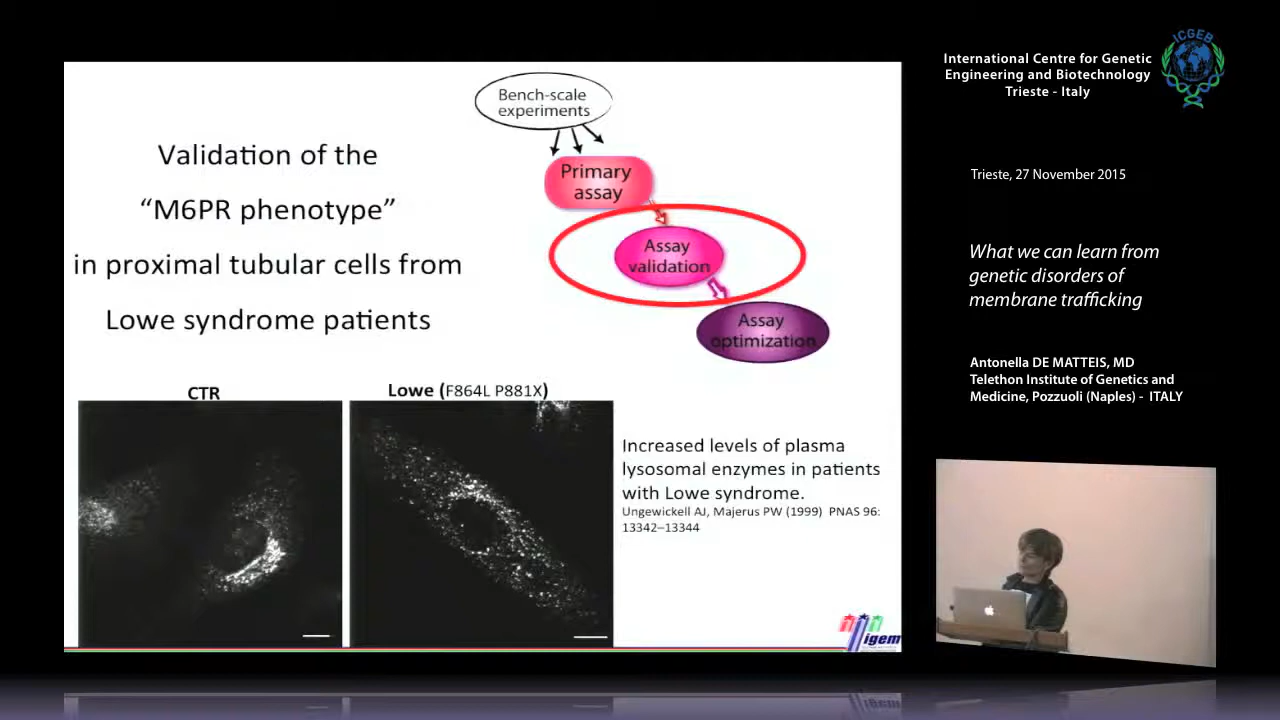 Validation of the
“M6PR phenotype”
in proximal tubular cells from
Lowe syndrome patients
Bench-scale
experiments
Primary
assay
Assay
validation
Assay
optimization
CTR
Lowe (F864L P881X)
Increased levels of plasma
lysosomal enzymes in patients
with Lowe syndrome.
Ungewickell AJ, Majerus PW (1999) PNAS 96:
13342–13344
igem
International Centre for Genetic
Engineering and Biotechnology
Trieste - Italy
ICGEB
Trieste, 27 November 2015
What we can learn from
genetic disorders of
membrane trafficking
Antonella DE MATTEIS, MD
Telethon Institute of Genetics and
Medicine, Pozzuoli (Naples) - ITALY